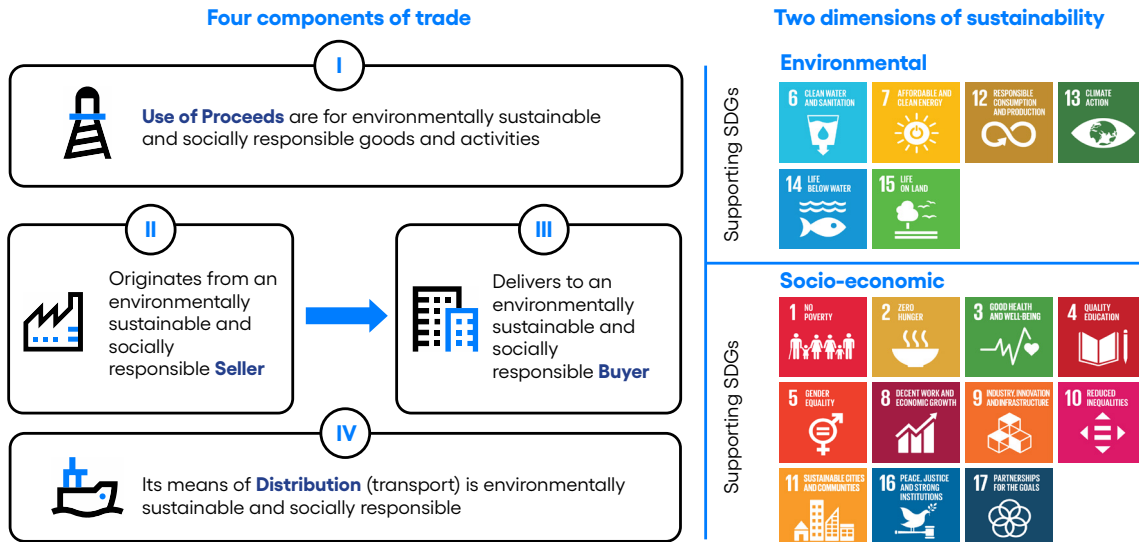 Four components of trade
I
Use of Proceeds are for environmentally sustainable
and socially responsible goods and activities
II
Originates from an
environmentally
sustainable and
socially
responsible Seller
III
Delivers to an
environmentally
sustainable and
socially
responsible Buyer
IV
Its means of Distribution (transport) is environmentally
sustainable and socially responsible
Two dimensions of sustainability
Supporting SDGs
Environmental
6 CLEAN WATER
AND SANITATION
7 AFFORDABLE AND
CLEAN ENERGY
12 RESPONSIBLE
CONSUMPTION
AND PRODUCTION
13 CLIMATE
ACTION
14 LIFE
BELOW WATER
15 LIFE
ON LAND
Supporting SDGs
Socio-economic
1 NO
POVERTY
2 ZERO
HUNGER
3 GOOD HEALTH
AND WELL-BEING
4 QUALITY
EDUCATION
5 GENDER
EQUALITY
8 DECENT WORK AND
ECONOMIC GROWTH
9 INDUSTRY, INNOVATION
AND INFRASTRUCTURE
10 REDUCED
INEQUALITIES
11 SUSTAINABLE CITIES
AND COMMUNITIES
16 PEACE, JUSTICE
AND STRONG
INSTITUTIONS
17 PARTNERSHIPS
FOR THE GOALS